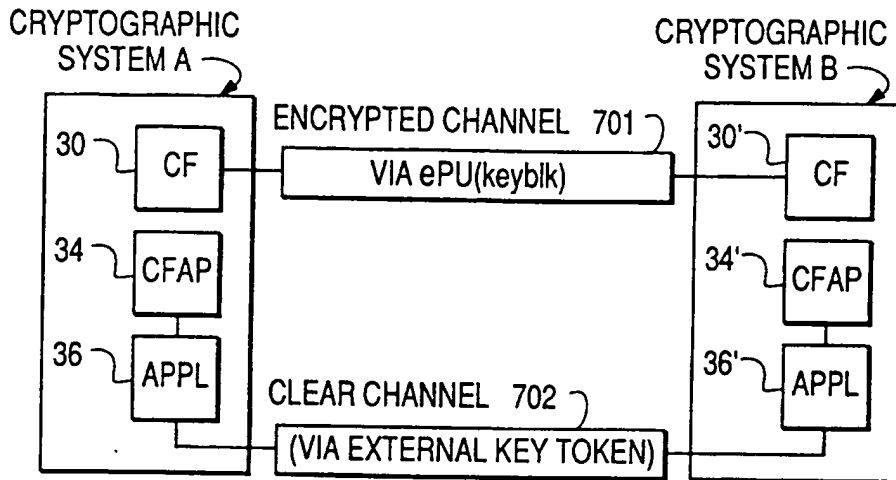 CRYPTOGRAPHIC
SYSTEM A
CRYPTOGRAPHIC
SYSTEM B
ENCRYPTED CHANNEL 701
30
CF
VIA ePU(keyblk)
30'
CF
34
CFAP
34'
CFAP
36
APPL
36'
APPL
CLEAR CHANNEL 702
(VIA EXTERNAL KEY TOKEN)